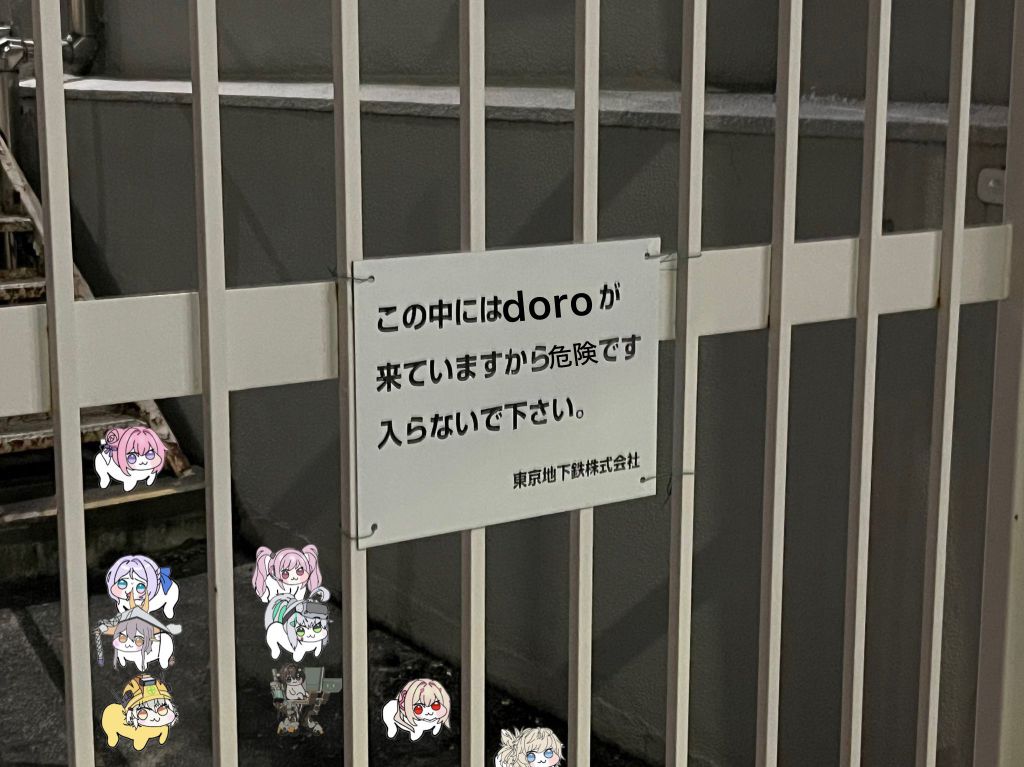 この中にはdoroが
来ていますから危険です
入らないで下さい。
東京地下鉄株式会社